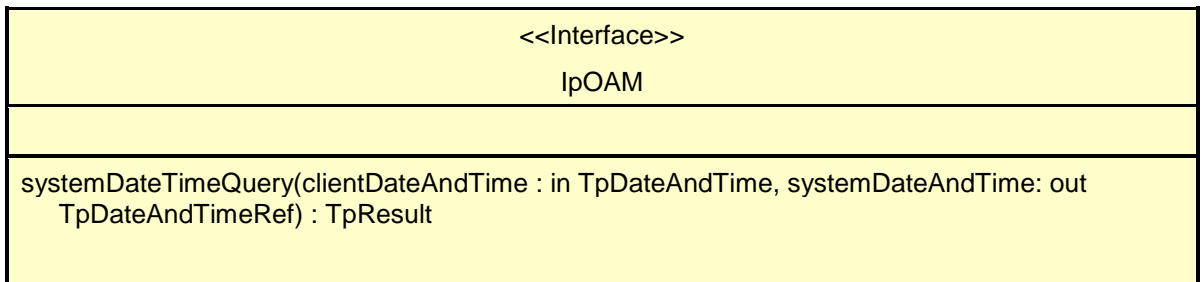 <<Interface>>
IpOAM
systemDateTimeQuery(clientDateAndTime : in TpDateAndTime, systemDateAndTime: out
TpDateAndTimeRef) : TpResult